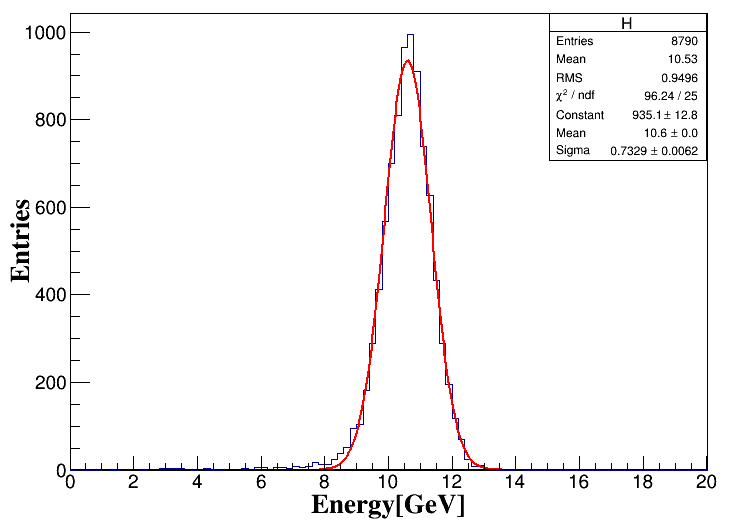 H
Entries 8790
Mean 10.53
RMS 0.9496
χ² / ndf 96.24 / 25
Constant 935.1 ± 12.8
Mean 10.6 ± 0.0
Sigma 0.7329 ± 0.0062
1000
800
600
400
200
0
Entries
0 2 4 6 8 10 12 14 16 18 20
Energy[GeV]